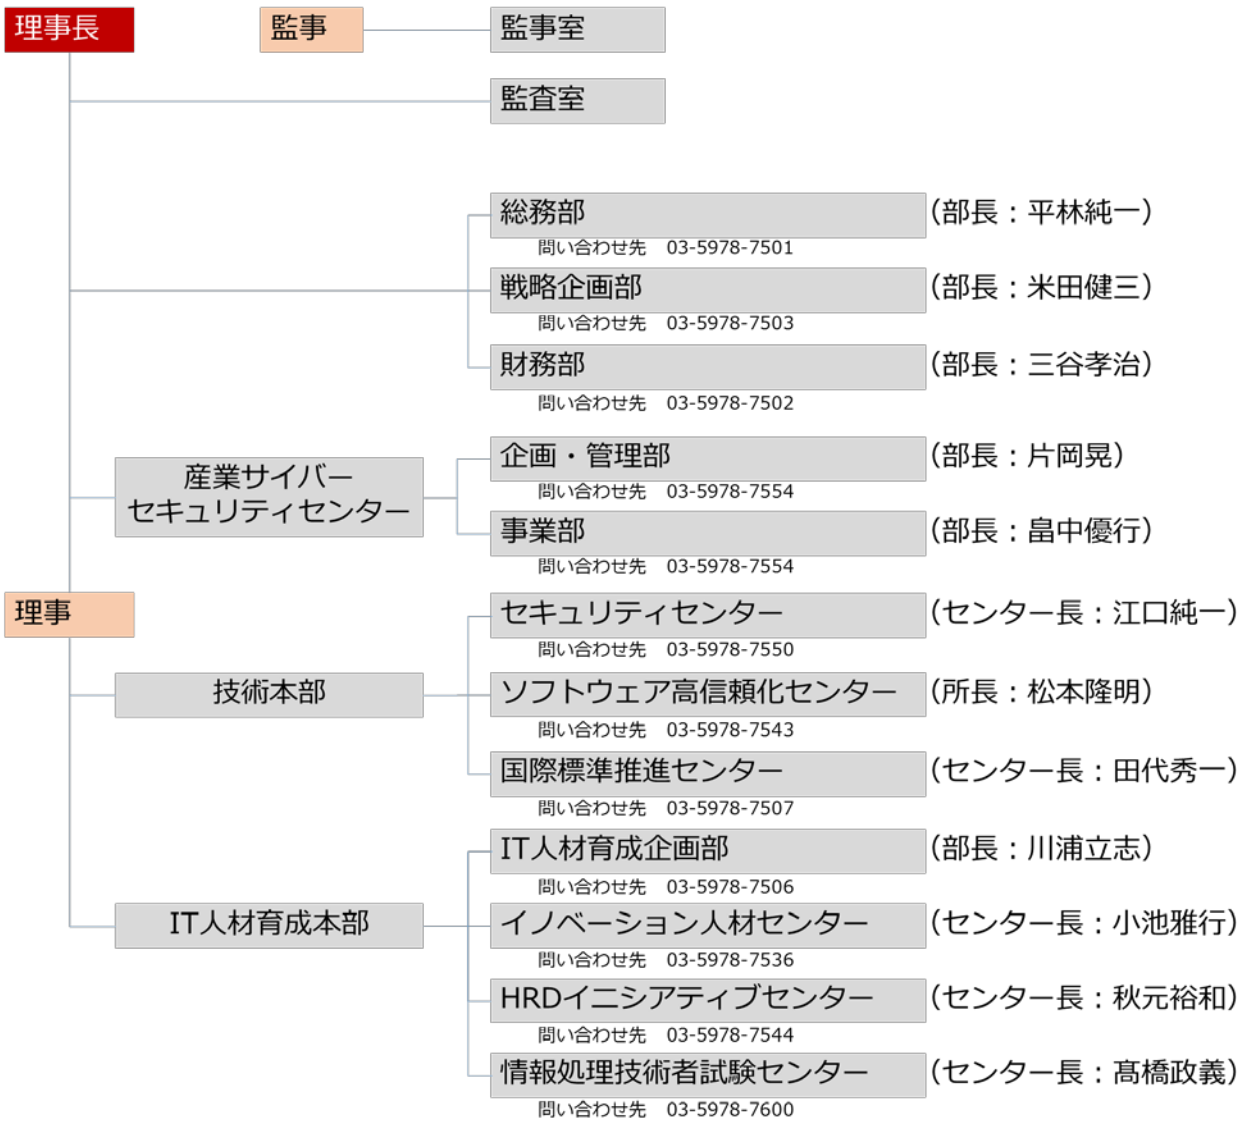 理事長
監事
監事室
監査室
総務部
(部長：平林純一)
問い合わせ先　03-5978-7501
戦略企画部
(部長：米田健三)
問い合わせ先　03-5978-7503
財務部
(部長：三谷孝治)
問い合わせ先　03-5978-7502
産業サイバー
セキュリティセンター
企画・管理部
(部長：片岡晃)
問い合わせ先　03-5978-7554
事業部
(部長：畠中優行)
問い合わせ先　03-5978-7554
理事
技術本部
セキュリティセンター
(センター長：江口純一)
問い合わせ先　03-5978-7550
ソフトウェア高信頼化センター
(所長：松本隆明)
問い合わせ先　03-5978-7543
国際標準推進センター
(センター長：田代秀一)
問い合わせ先　03-5978-7507
IT人材育成本部
IT人材育成企画部
(部長：川浦立志)
問い合わせ先　03-5978-7506
イノベーション人材センター
(センター長：小池雅行)
問い合わせ先　03-5978-7536
HRDイニシアティブセンター
(センター長：秋元裕和)
問い合わせ先　03-5978-7544
情報処理技術者試験センター
(センター長：髙橋政義)
問い合わせ先　03-5978-7600